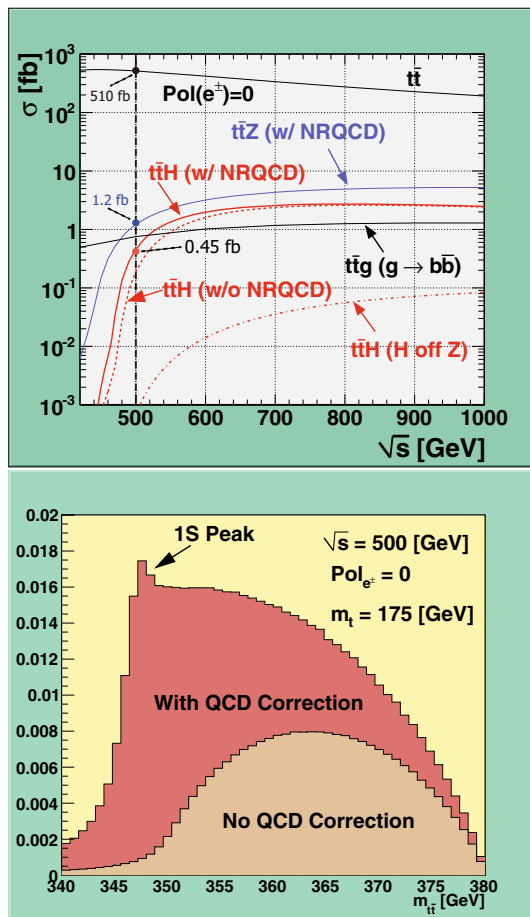 σ [fb]
10³
10²
10
1
10⁻¹
10⁻²
10⁻³
510 fb
Pol(e±)=0
tt̄
tt̄Z (w/ NRQCD)
tt̄H (w/ NRQCD)
1.2 fb
0.45 fb
tt̄g (g → bb̄)
tt̄H (w/o NRQCD)
tt̄H (H off Z)
500 600 700 800 900 1000
√s [GeV]
0.02
0.018
0.016
0.014
0.012
0.01
0.008
0.006
0.004
0.002
0
1S Peak
√s = 500 [GeV]
Pol e± = 0
mt = 175 [GeV]
With QCD Correction
No QCD Correction
340 345 350 355 360 365 370 375 380
m tt̄ [GeV]